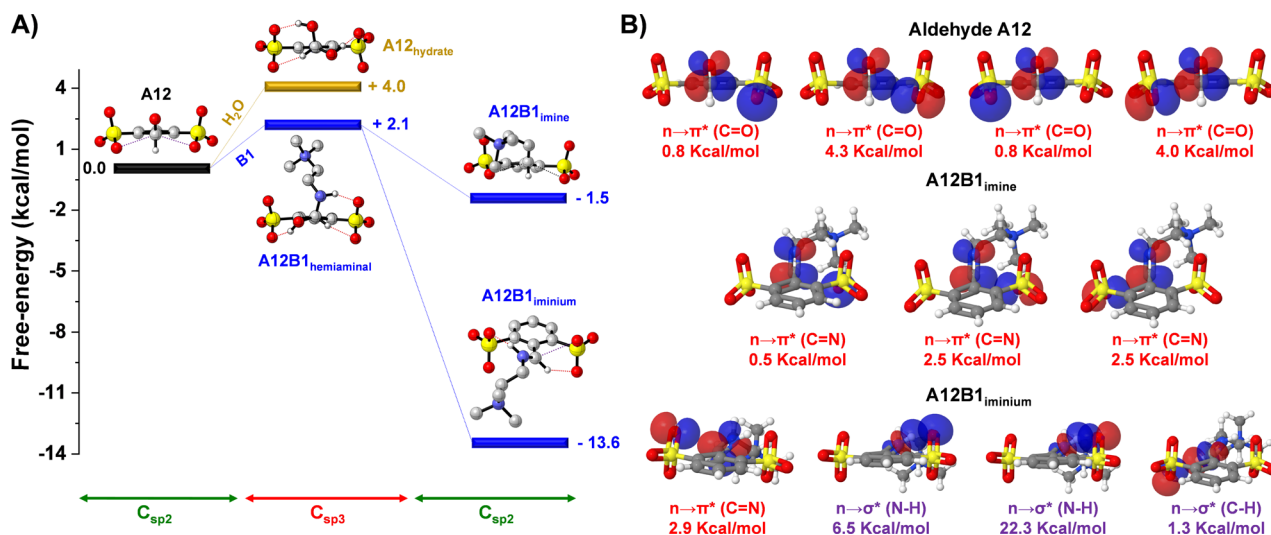 A)
Free-energy (kcal/mol)
4
1
-2
-5
-8
-11
-14
A12
0.0
H2O
B1
A12hydrate
+ 4.0
+ 2.1
A12B1hemiaminal
A12B1imine
- 1.5
A12B1iminium
- 13.6
Csp2
Csp3
Csp2
B)
Aldehyde A12
n→π* (C=O)
0.8 Kcal/mol
n→π* (C=O)
4.3 Kcal/mol
n→π* (C=O)
0.8 Kcal/mol
n→π* (C=O)
4.0 Kcal/mol
A12B1imine
n→π* (C=N)
0.5 Kcal/mol
n→π* (C=N)
2.5 Kcal/mol
n→π* (C=N)
2.5 Kcal/mol
A12B1iminium
n→π* (C=N)
2.9 Kcal/mol
n→σ* (N-H)
6.5 Kcal/mol
n→σ* (N-H)
22.3 Kcal/mol
n→σ* (C-H)
1.3 Kcal/mol